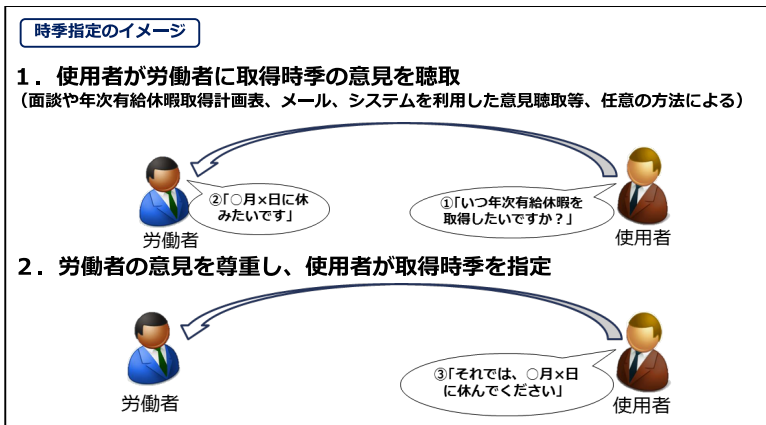 時季指定のイメージ
１．使用者が労働者に取得時季の意見を聴取
（面談や年次有給休暇取得計画表、メール、システムを利用した意見聴取等、任意の方法による）
①「いつ年次有給休暇を
取得したいですか？」
②「○月×日に休
みたいです」
労働者
使用者
２．労働者の意見を尊重し、使用者が取得時季を指定
③「それでは、○月×日
に休んでください」
労働者
使用者